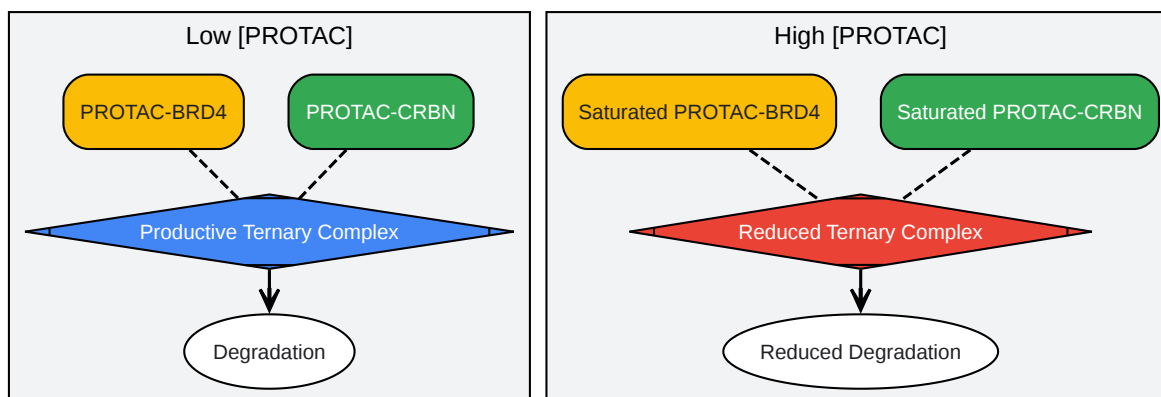 Low [PROTAC]
PROTAC-BRD4
PROTAC-CRBN
Productive Ternary Complex
Degradation
High [PROTAC]
Saturated PROTAC-BRD4
Saturated PROTAC-CRBN
Reduced Ternary Complex
Reduced Degradation